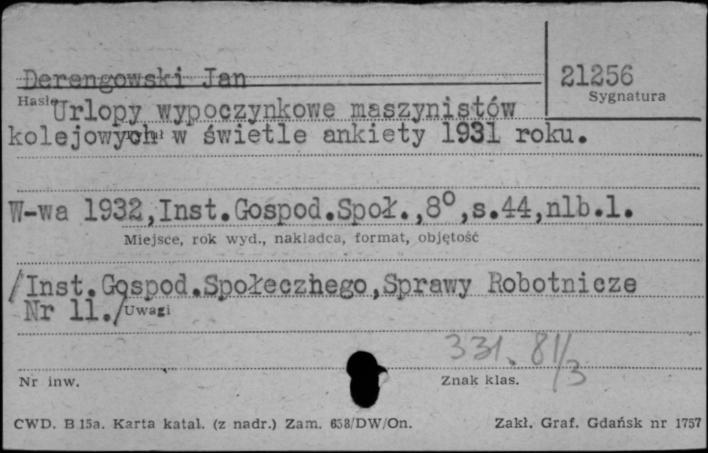 Derengowski Jan
21256
Hasło
Sygnatura
Urlopy wypoczynkowe maszynistów
kolejowych w świetle ankiety 1931 roku.
W-wa 1932,Inst.Gospod.Społ.,8°,s.44,nlb.1.
Miejsce, rok wyd., nakładca, format, objętość
/Inst.Gospod.Społecznego,Sprawy Robotnicze
Nr 11./
Uwagi
331.81/3
Nr inw.
Znak klas.
CWD. B 15a. Karta katal. (z nadr.) Zam. 658/DW/On.
Zakł. Graf. Gdańsk nr 1757